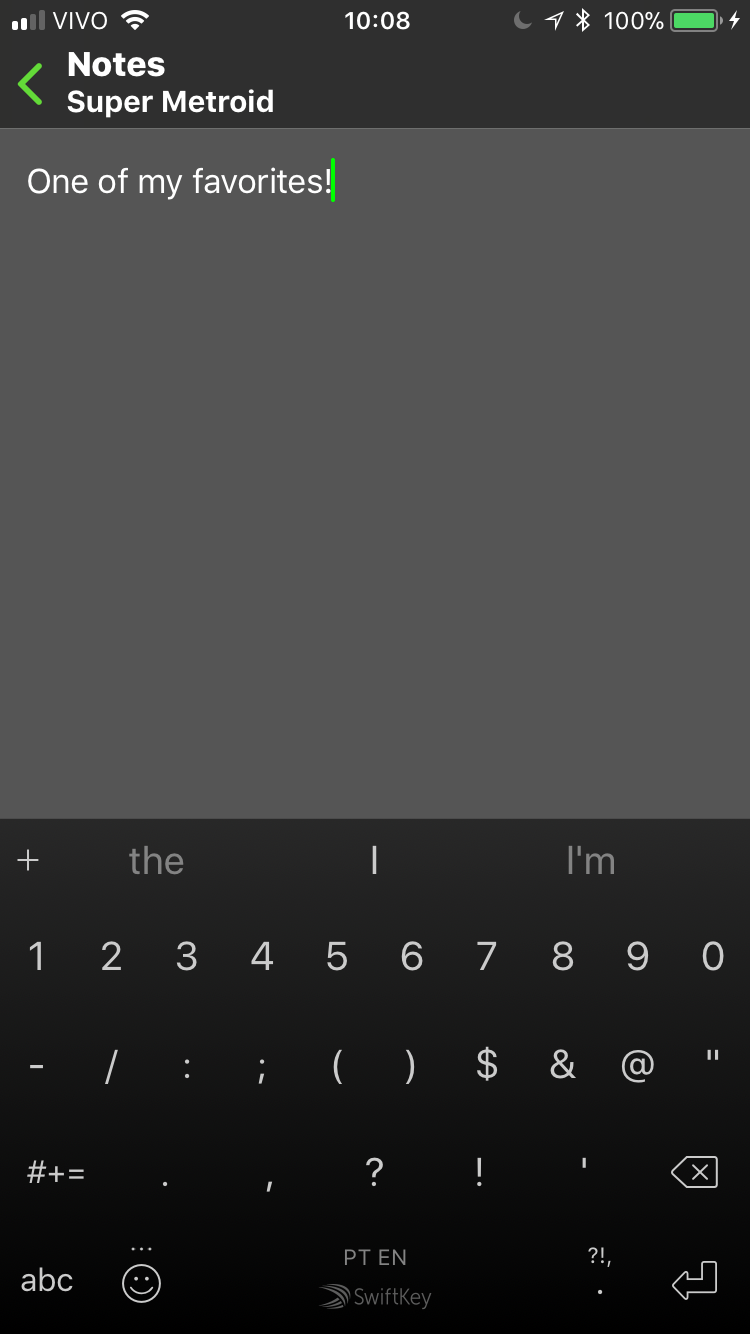 VIVO 10:08 100%
Notes
Super Metroid
One of my favorites!
+ the I I'm
1 2 3 4 5 6 7 8 9 0
- / : ; ( ) $ & @ "
#+= . , ? ! '
... PT EN ?!,
abc SwiftKey .